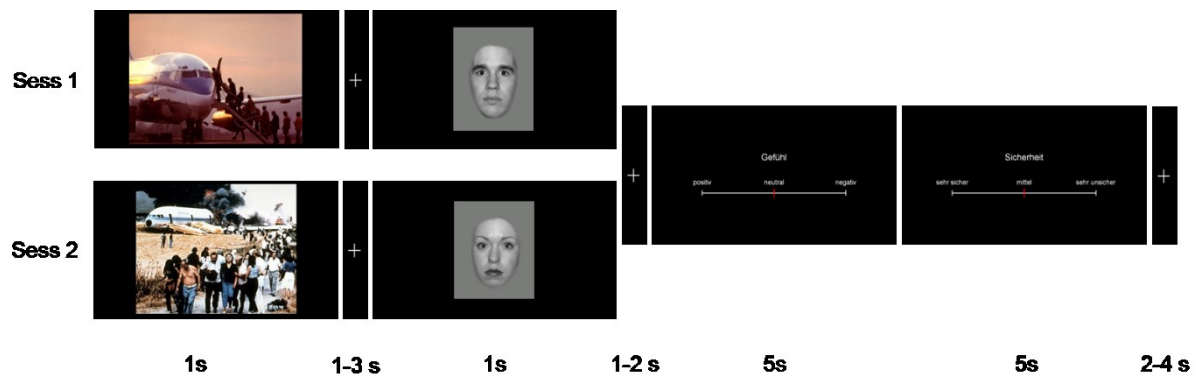 Sess 1
Gefühl
positiv neutral negativ
Sicherheit
sehr sicher mittel sehr unsicher
Sess 2
1s 1-3 s 1s 1-2 s 5s 5s 2-4 s